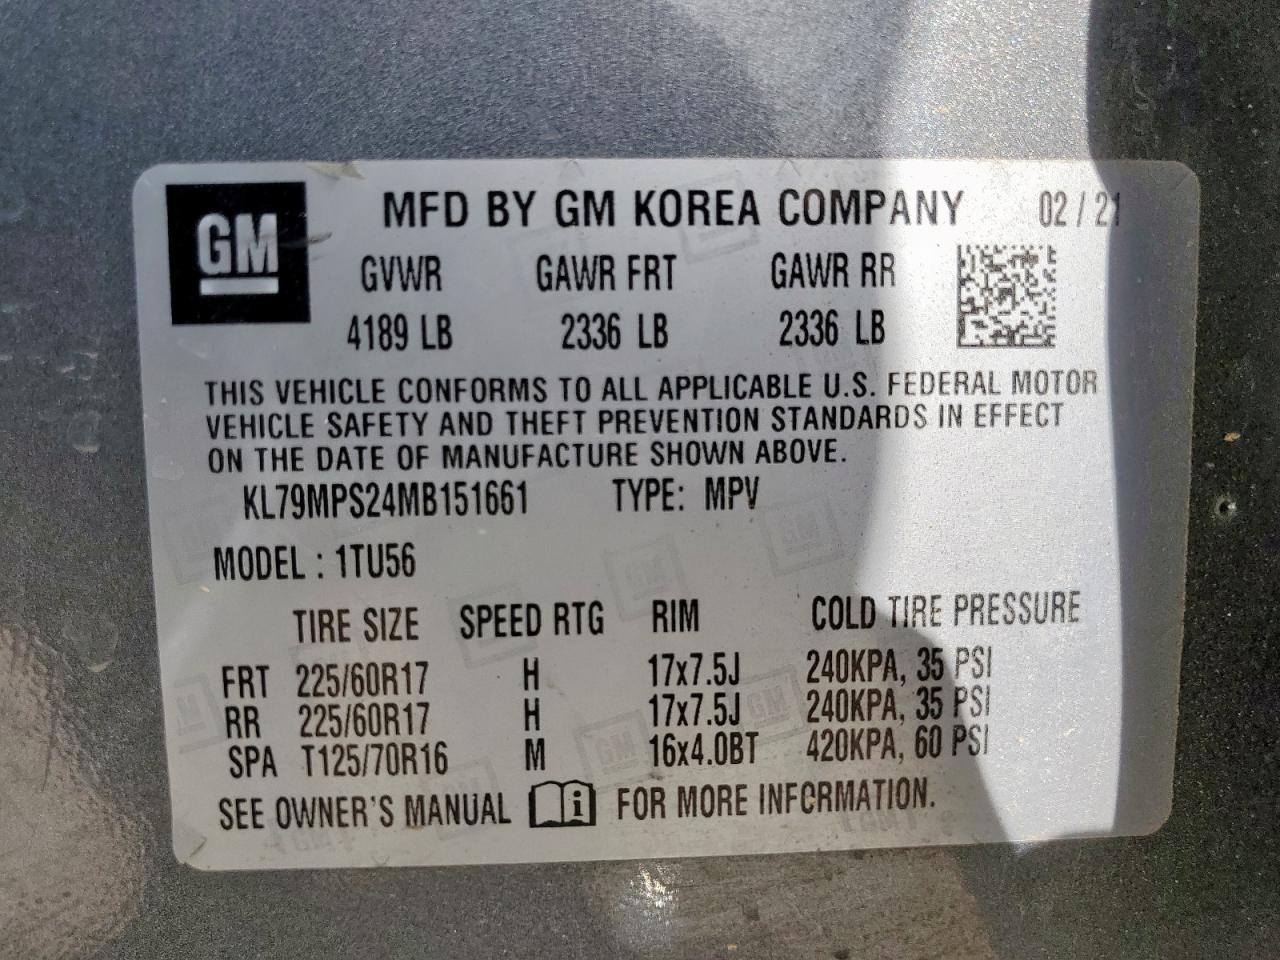 GM
MFD BY GM KOREA COMPANY 02 / 21
GVWR GAWR FRT GAWR RR
4189 LB 2336 LB 2336 LB
THIS VEHICLE CONFORMS TO ALL APPLICABLE U.S. FEDERAL MOTOR
VEHICLE SAFETY AND THEFT PREVENTION STANDARDS IN EFFECT
ON THE DATE OF MANUFACTURE SHOWN ABOVE.
KL79MPS24MB151661 TYPE: MPV
MODEL : 1TU56
TIRE SIZE SPEED RTG RIM COLD TIRE PRESSURE
FRT 225/60R17 H 17x7.5J 240KPA, 35 PSI
RR 225/60R17 H 17x7.5J 240KPA, 35 PSI
SPA T125/70R16 M 16x4.0BT 420KPA, 60 PSI
SEE OWNER'S MANUAL i FOR MORE INFORMATION.